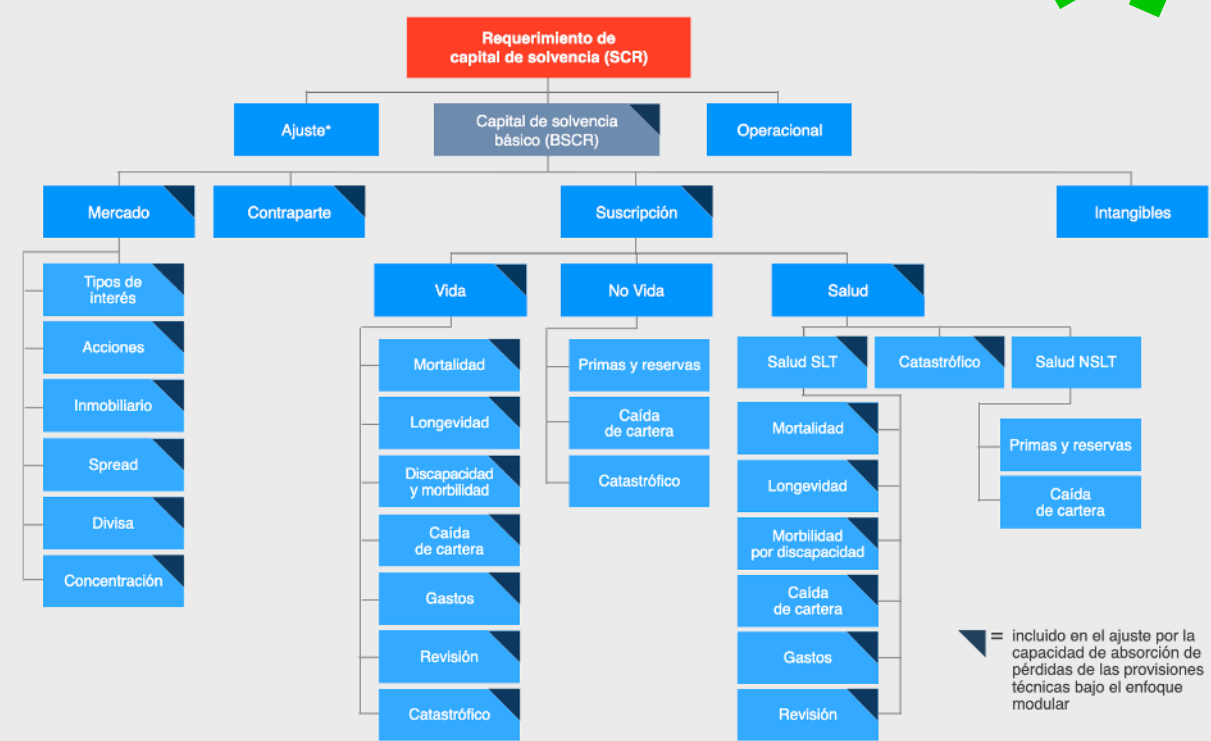 Requerimiento de
capital de solvencia (SCR)
Ajuste*
Capital de solvencia
básico (BSCR)
Operacional
Mercado
Contraparte
Suscripción
Intangibles
Tipos de
interés
Acciones
Inmobiliario
Spread
Divisa
Concentración
Vida
No Vida
Salud
Mortalidad
Longevidad
Discapacidad
y morbilidad
Caída
de cartera
Gastos
Revisión
Catastrófico
Primas y reservas
Caída
de cartera
Catastrófico
Salud SLT
Catastrófico
Salud NSLT
Mortalidad
Longevidad
Morbilidad
por discapacidad
Caída
de cartera
Gastos
Revisión
Primas y reservas
Caída
de cartera
= incluido en el ajuste por la
capacidad de absorción de
pérdidas de las provisiones
técnicas bajo el enfoque
modular